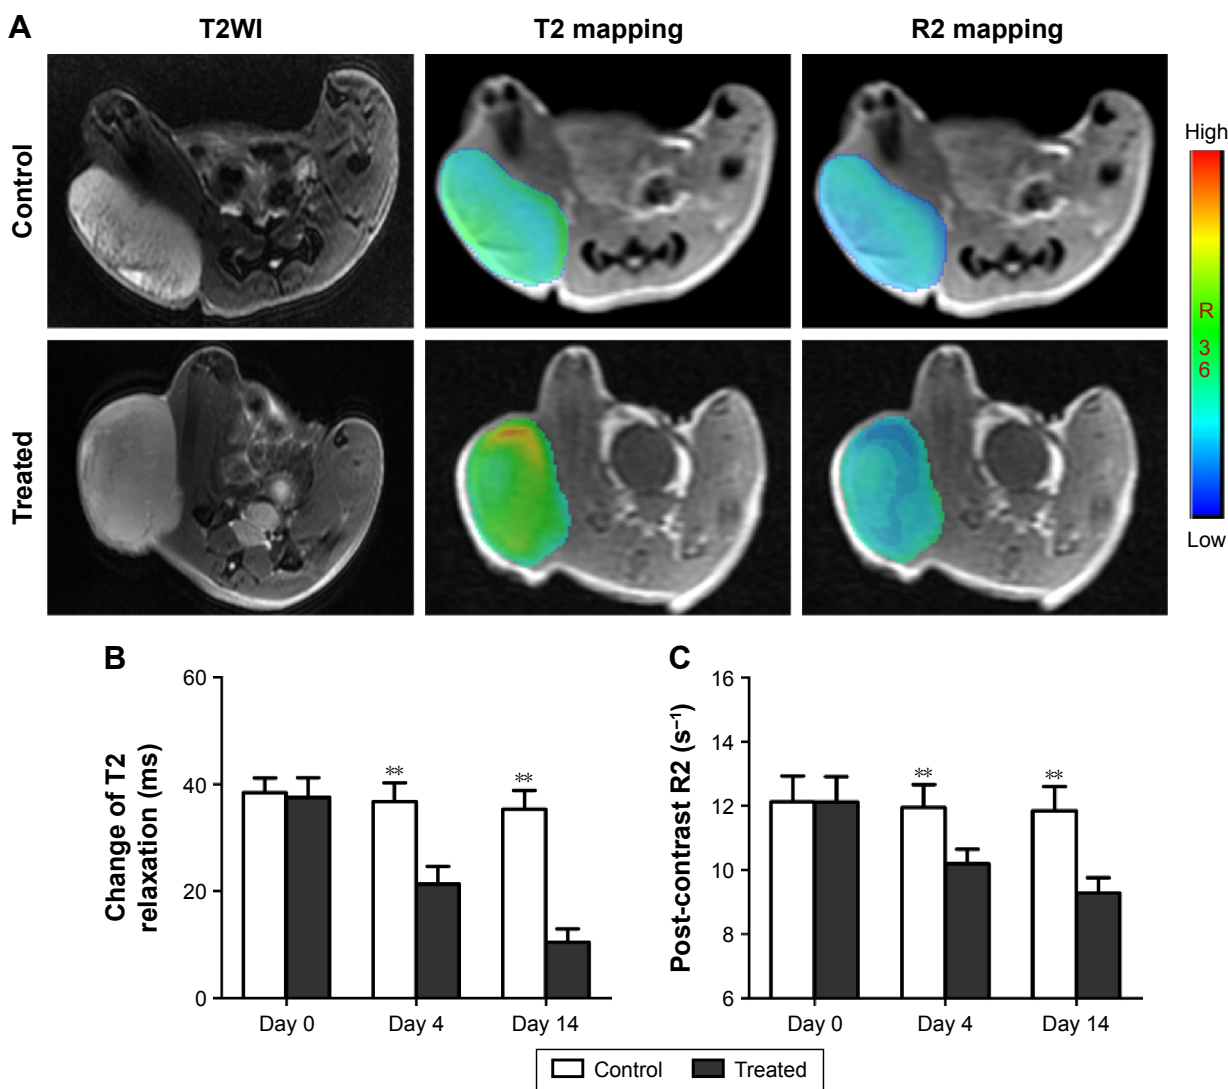 A
T2WI
T2 mapping
R2 mapping
Control
Treated
High
R
3
6
Low
B
Change of T2
relaxation (ms)
60
40
20
0
**
**
Day 0
Day 4
Day 14
C
Post-contrast R2 (s⁻¹)
16
14
12
10
8
6
**
**
Day 0
Day 4
Day 14
Control
Treated